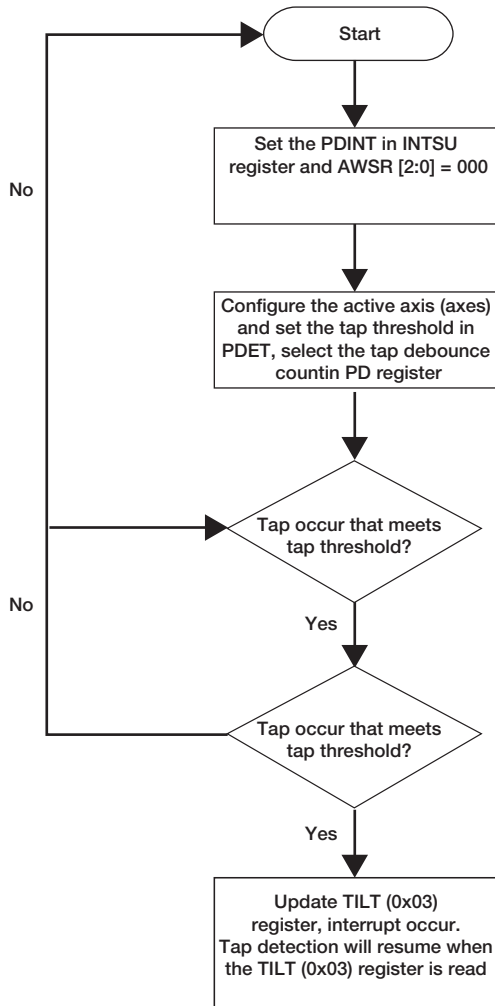 Start
Set the PDINT in INTSU
register and AWSR [2:0] = 000
No
Configure the active axis (axes)
and set the tap threshold in
PDET, select the tap debounce
countin PD register
Tap occur that meets
tap threshold?
No
Yes
Tap occur that meets
tap threshold?
Yes
Update TILT (0x03)
register, interrupt occur.
Tap detection will resume when
the TILT (0x03) register is read